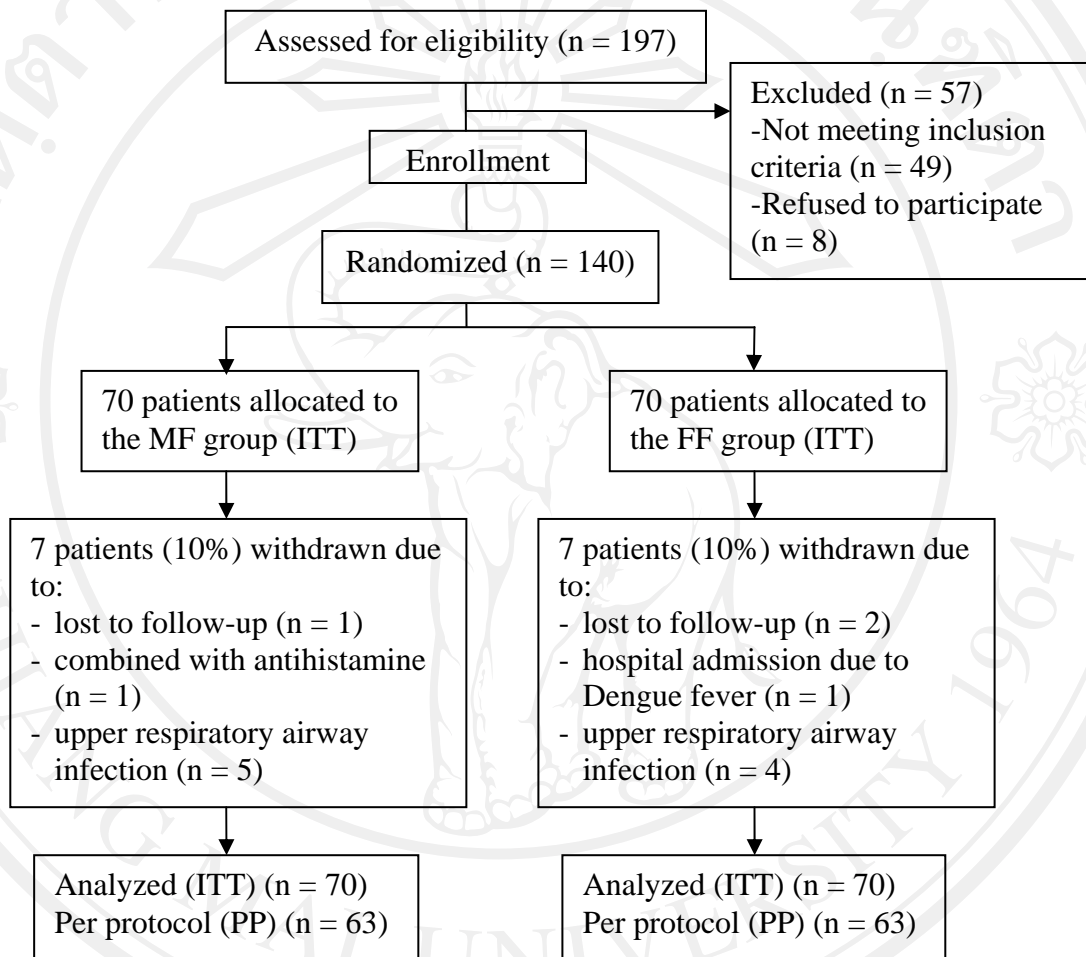 Assessed for eligibility (n = 197)
Excluded (n = 57)
-Not meeting inclusion
criteria (n = 49)
-Refused to participate
(n = 8)
Enrollment
Randomized (n = 140)
70 patients allocated to
the MF group (ITT)
70 patients allocated to
the FF group (ITT)
7 patients (10%) withdrawn due
to:
- lost to follow-up (n = 1)
- combined with antihistamine
(n = 1)
- upper respiratory airway
infection (n = 5)
7 patients (10%) withdrawn due
to:
- lost to follow-up (n = 2)
- hospital admission due to
Dengue fever (n = 1)
- upper respiratory airway
infection (n = 4)
Analyzed (ITT) (n = 70)
Per protocol (PP) (n = 63)
Analyzed (ITT) (n = 70)
Per protocol (PP) (n = 63)
ANG MAI UNIVERSITY 1964